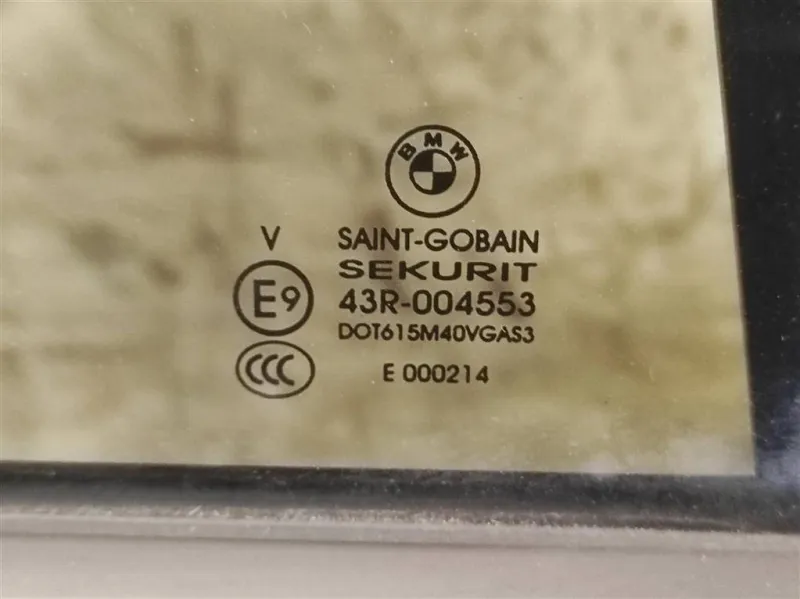 BMW
V
SAINT-GOBAIN
SEKURIT
E9
43R-004553
DOT615M40VGAS3
CCC
E 000214